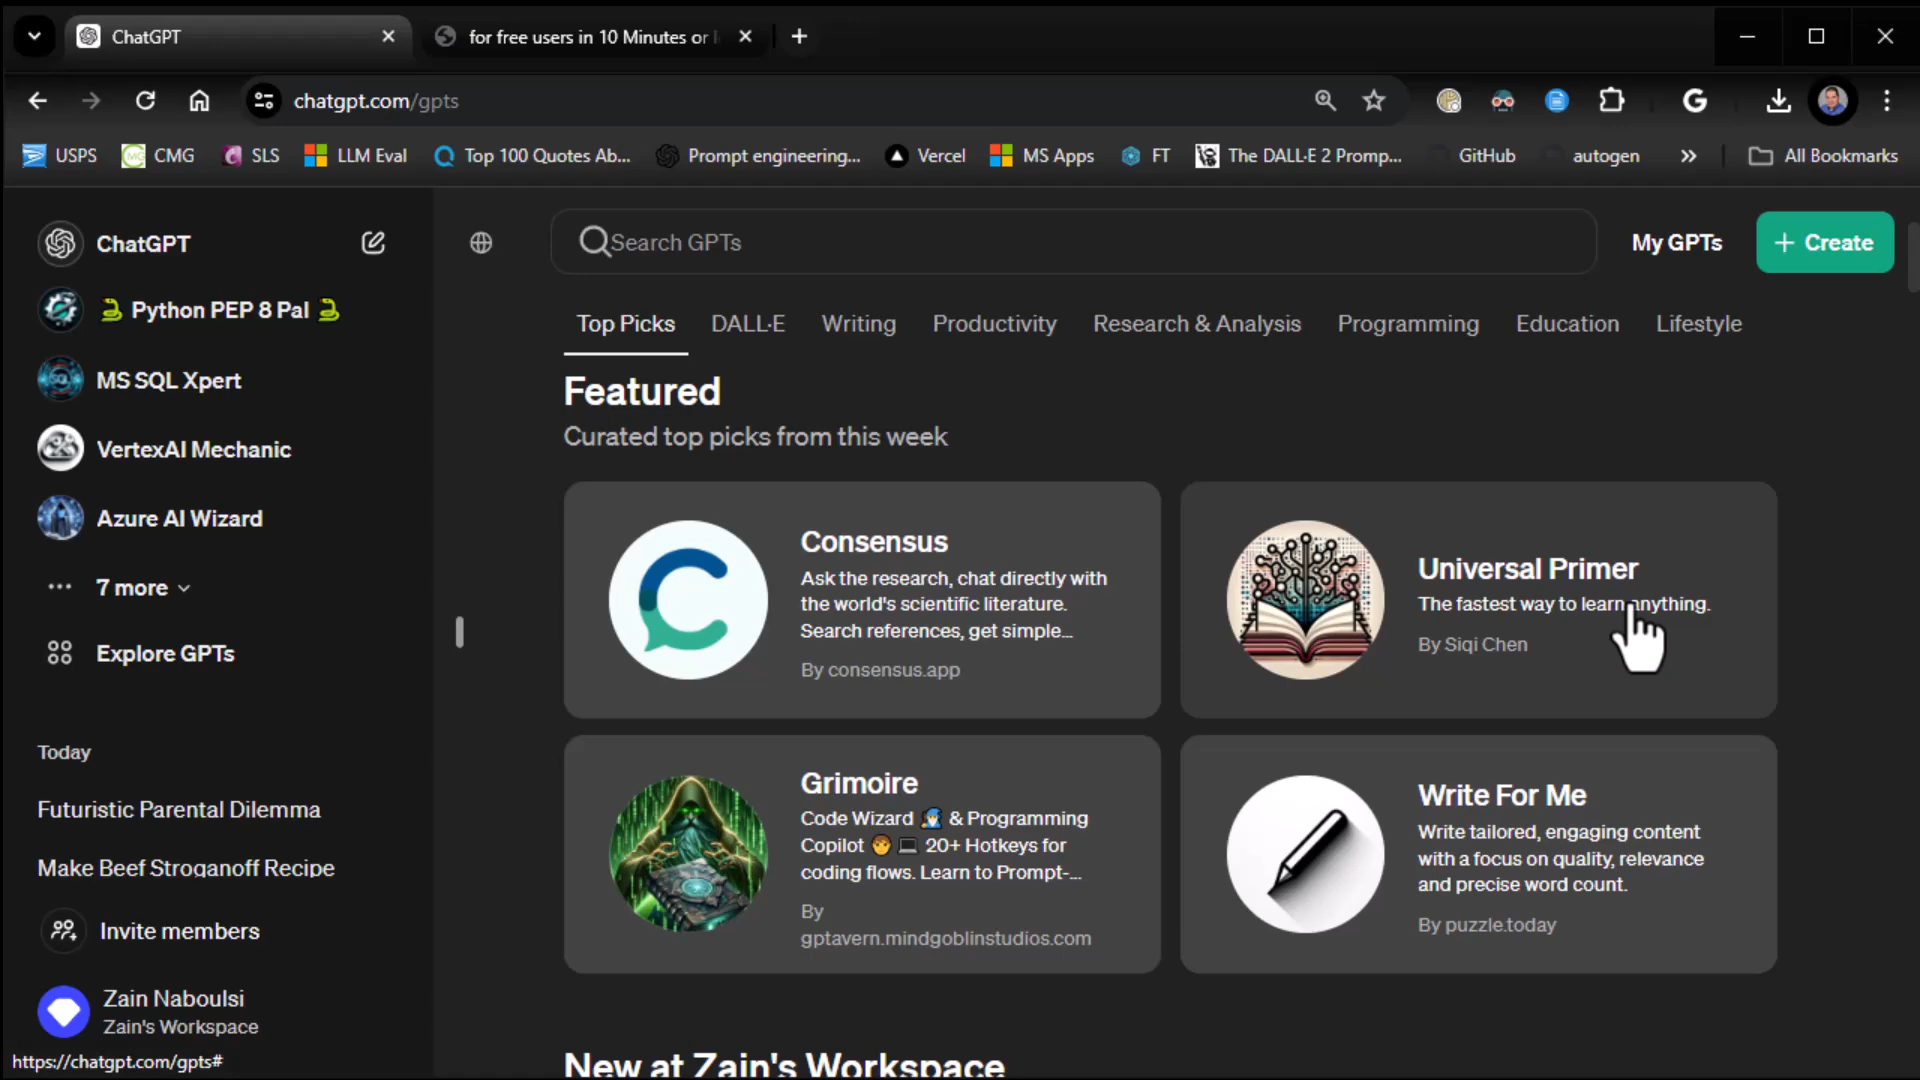 ChatGPT
for free users in 10 Minutes or l
chatgpt.com/gpts
USPS
CMG
SLS
LLM Eval
Top 100 Quotes Ab...
Prompt engineering...
Vercel
MS Apps
FT
The DALL·E 2 Promp...
GitHub
autogen
All Bookmarks
ChatGPT
Python PEP 8 Pal
MS SQL Xpert
VertexAI Mechanic
Azure AI Wizard
7 more
Explore GPTs
Today
Futuristic Parental Dilemma
Make Beef Stroganoff Recipe
Invite members
Zain Naboulsi
Zain's Workspace
https://chatgpt.com/gpts#
Search GPTs
My GPTs
+ Create
Top Picks
DALL·E
Writing
Productivity
Research & Analysis
Programming
Education
Lifestyle
Featured
Curated top picks from this week
Consensus
Ask the research, chat directly with
the world's scientific literature.
Search references, get simple...
By consensus.app
Universal Primer
The fastest way to learn anything.
By Siqi Chen
Grimoire
Code Wizard 🧙‍♂️ & Programming
Copilot 👨 💻 20+ Hotkeys for
coding flows. Learn to Prompt-...
By
gptavern.mindgoblinstudios.com
Write For Me
Write tailored, engaging content
with a focus on quality, relevance
and precise word count.
By puzzle.today
New at Zain's Workspace